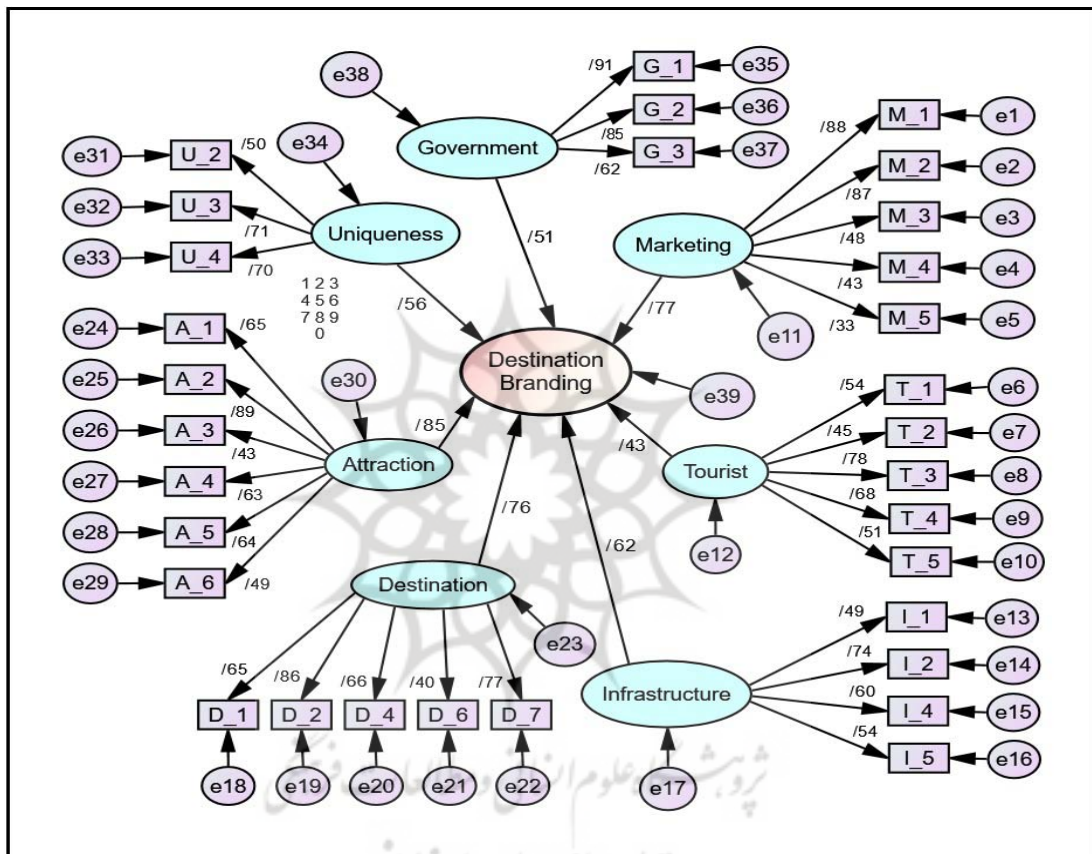 e38
/91
G_1
e35
G_2
e36
/85
G_3
e37
/62
Government
/51
e31
U_2
/50
e34
e32
U_3
/71
e33
U_4
/70
Uniqueness
/56
1 2 3
4 5 6
7 8 9
0
M_1
e1
/88
M_2
e2
/87
M_3
e3
/48
M_4
e4
/43
M_5
e5
/33
Marketing
/77
e11
Destination
Branding
e39
e24
A_1
/65
e25
A_2
/89
e26
A_3
/43
e27
A_4
/63
e28
A_5
/64
e29
A_6
/49
e30
Attraction
/85
/54
T_1
e6
/45
T_2
e7
/78
T_3
e8
/68
T_4
e9
/51
T_5
e10
Tourist
/43
e12
/76
Destination
e23
/65
/86
/66
/40
/77
D_1
D_2
D_4
D_6
D_7
e18
e19
e20
e21
e22
/62
Infrastructure
e17
/49
I_1
e13
/74
I_2
e14
/60
I_4
e15
/54
I_5
e16
پژوهشگاه علوم انسانی و مطالعات فرهنگی